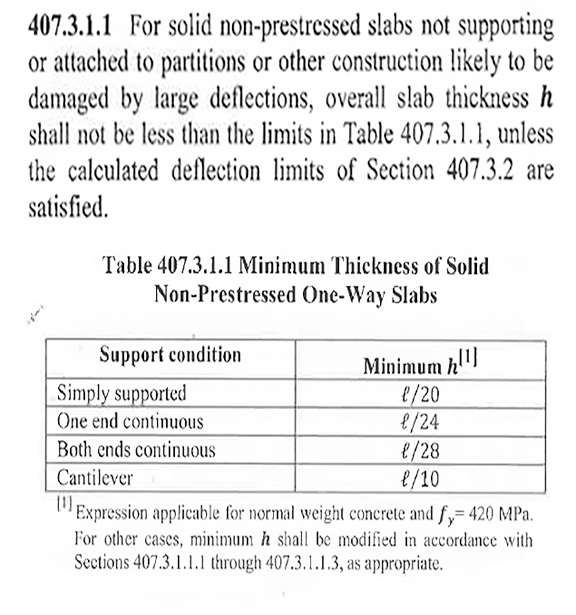 407.3.1.1 For solid non-prestressed slabs not supporting
or attached to partitions or other construction likely to be
damaged by large deflections, overall slab thickness h
shall not be less than the limits in Table 407.3.1.1, unless
the calculated deflection limits of Section 407.3.2 are
satisfied.
Table 407.3.1.1 Minimum Thickness of Solid
Non-Prestressed One-Way Slabs
Support condition Minimum h[1]
Simply supported ℓ/20
One end continuous ℓ/24
Both ends continuous ℓ/28
Cantilever ℓ/10
[1] Expression applicable for normal weight concrete and fy= 420 MPa.
For other cases, minimum h shall be modified in accordance with
Sections 407.3.1.1.1 through 407.3.1.1.3, as appropriate.